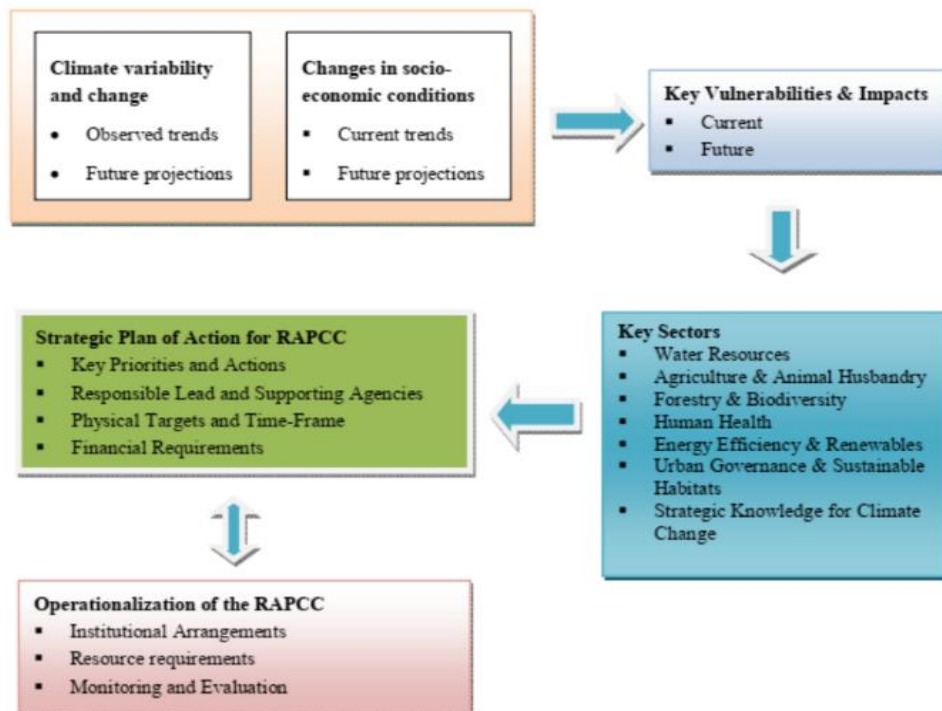 Climate variability
and change
• Observed trends
• Future projections
Changes in socio-
economic conditions
▪ Current trends
▪ Future projections
Key Vulnerabilities & Impacts
▪ Current
▪ Future
Key Sectors
▪ Water Resources
▪ Agriculture & Animal Husbandry
▪ Forestry & Biodiversity
▪ Human Health
▪ Energy Efficiency & Renewables
▪ Urban Governance & Sustainable
Habitats
▪ Strategic Knowledge for Climate
Change
Strategic Plan of Action for RAPCC
▪ Key Priorities and Actions
▪ Responsible Lead and Supporting Agencies
▪ Physical Targets and Time-Frame
▪ Financial Requirements
Operationalization of the RAPCC
▪ Institutional Arrangements
▪ Resource requirements
▪ Monitoring and Evaluation